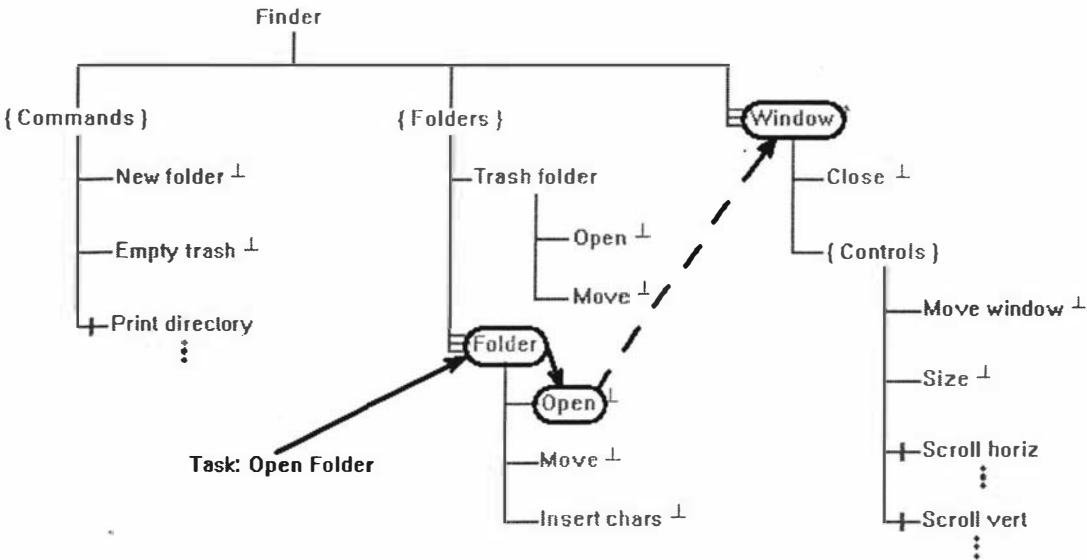 Finder
{ Commands }
New folder ⊥
Empty trash ⊥
Print directory
{ Folders }
Trash folder
Open ⊥
Move ⊥
Folder
Open ⊥
Move ⊥
Insert chars ⊥
Task: Open Folder
Window
Close ⊥
{ Controls }
Move window ⊥
Size ⊥
Scroll horiz
Scroll vert